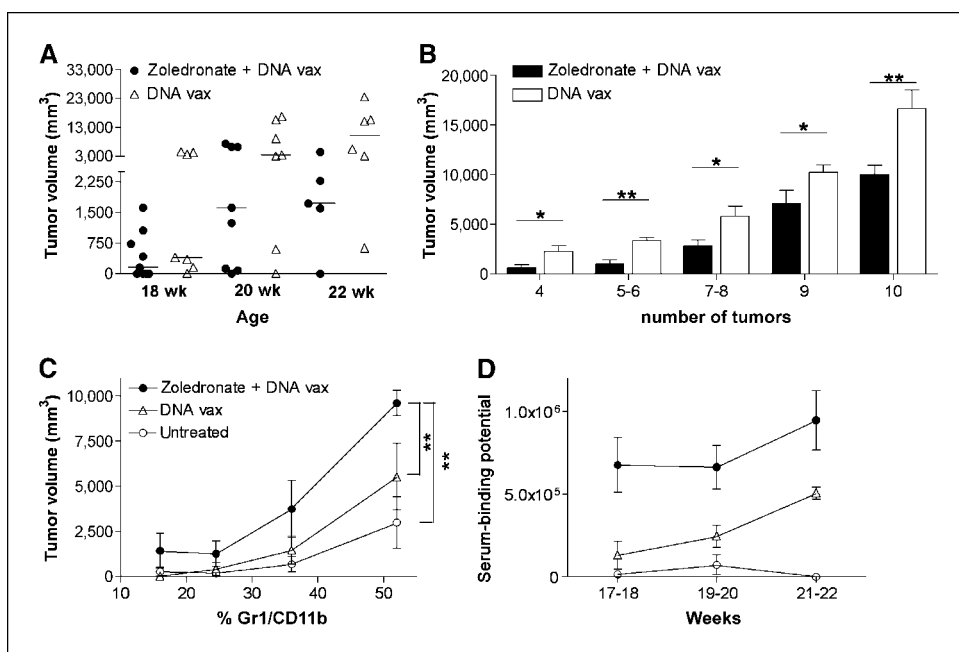 A
Tumor volume (mm3)
33,000
23,000
13,000
3,000
2,250
1,500
750
0
● Zoledronate + DNA vax
△ DNA vax
18 wk 20 wk 22 wk
Age
B
Tumor volume (mm3)
20,000
15,000
10,000
5,000
0
Zoledronate + DNA vax
DNA vax
* ** * * **
4 5-6 7-8 9 10
number of tumors
C
Tumor volume (mm3)
10,000
7,500
5,000
2,500
0
Zoledronate + DNA vax
DNA vax
Untreated
**
**
10 20 30 40 50
% Gr1/CD11b
D
Serum-binding potential
1.0x10^6
5.0x10^5
0
17-18 19-20 21-22
Weeks